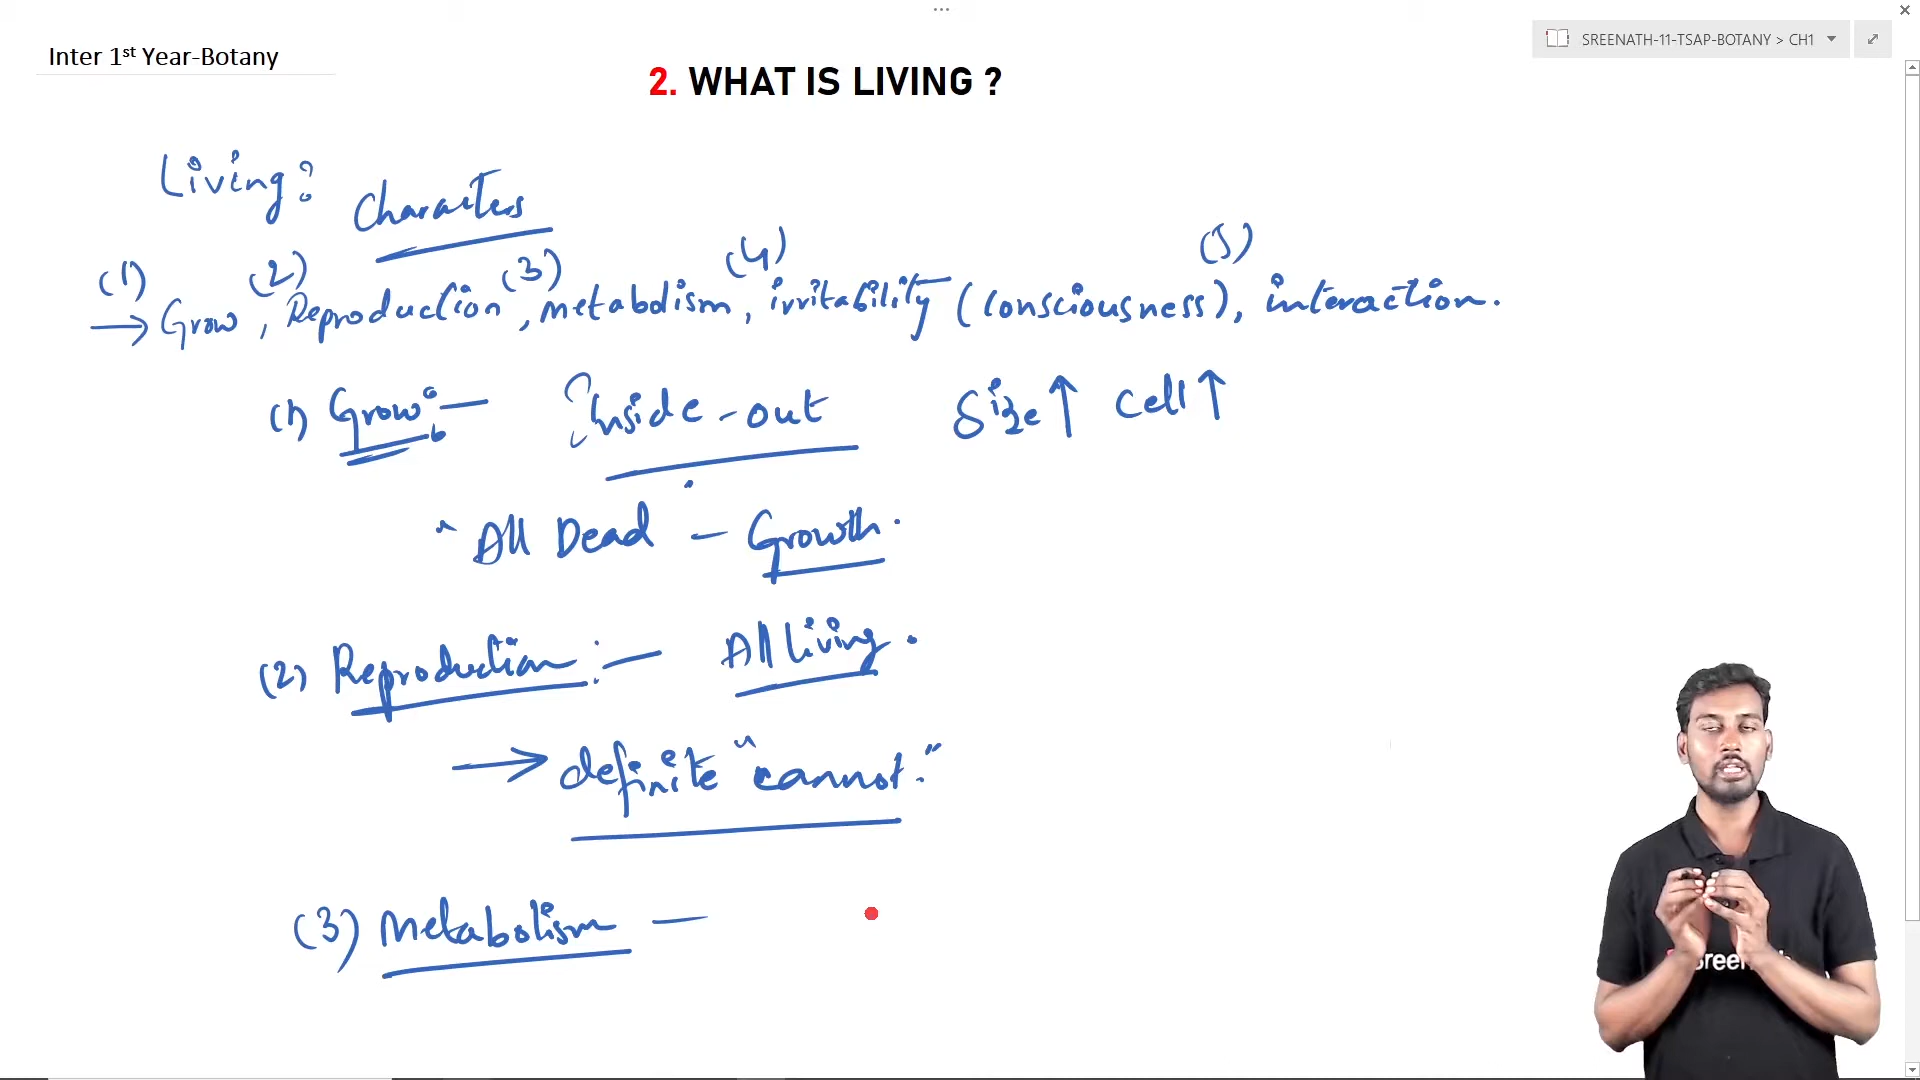 ...
SREENATH-11-TSAP-BOTANY > CH1
Inter 1st Year-Botany
2. WHAT IS LIVING ?
Living:
Characters
(1) (2) (3) (4) (5)
→ Grow, Reproduction, metabolism, irritability (consciousness), interaction.
(1) Grow:— Inside-out Size ↑ Cell ↑
" All Dead — Growth.
(2) Reproduction:— All living.
→ definite "cannot."
(3) Metabolism —